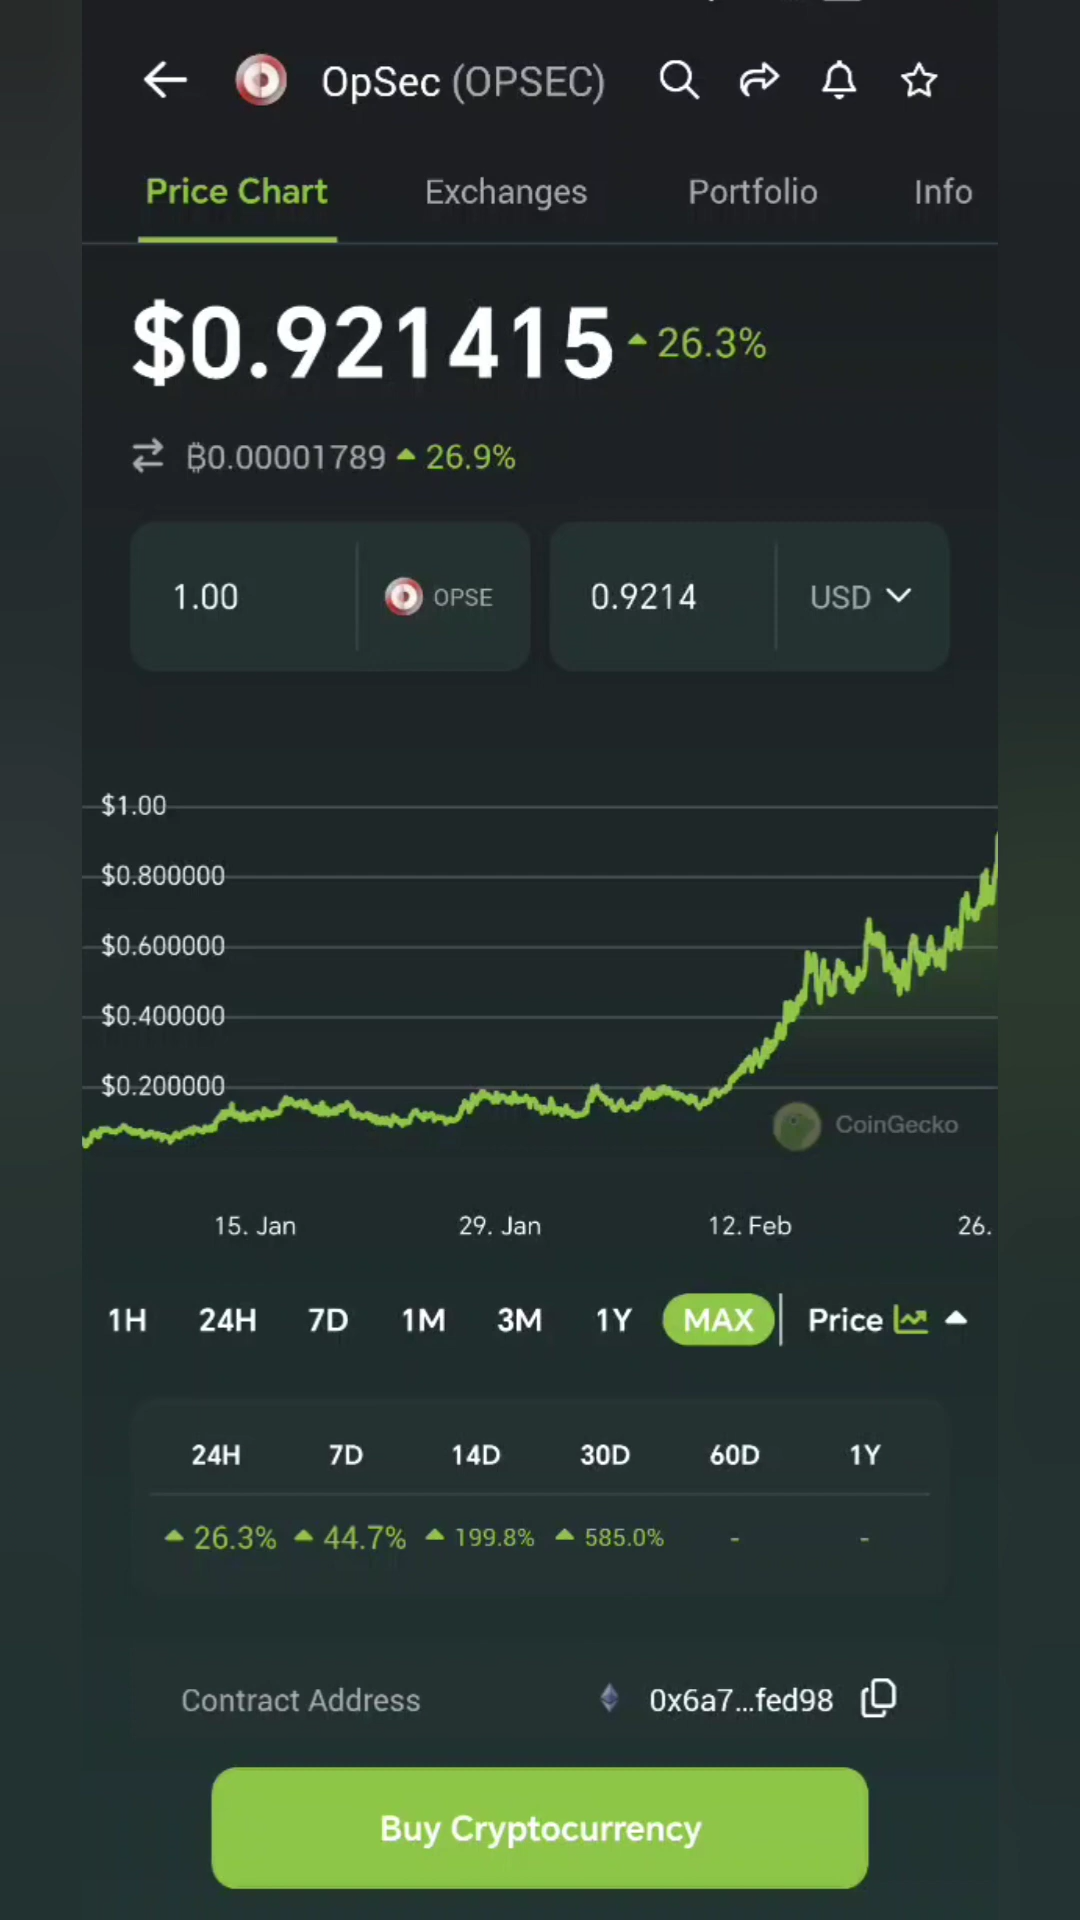 OpSec (OPSEC)
Price Chart Exchanges Portfolio Info
$0.921415 26.3%
₿0.00001789 26.9%
1.00 OPSE 0.9214 USD
$1.00
$0.800000
$0.600000
$0.400000
$0.200000
CoinGecko
15. Jan 29. Jan 12. Feb 26.
1H 24H 7D 1M 3M 1Y MAX Price
24H 7D 14D 30D 60D 1Y
26.3% 44.7% 199.8% 585.0% - -
Contract Address 0x6a7...fed98
Buy Cryptocurrency